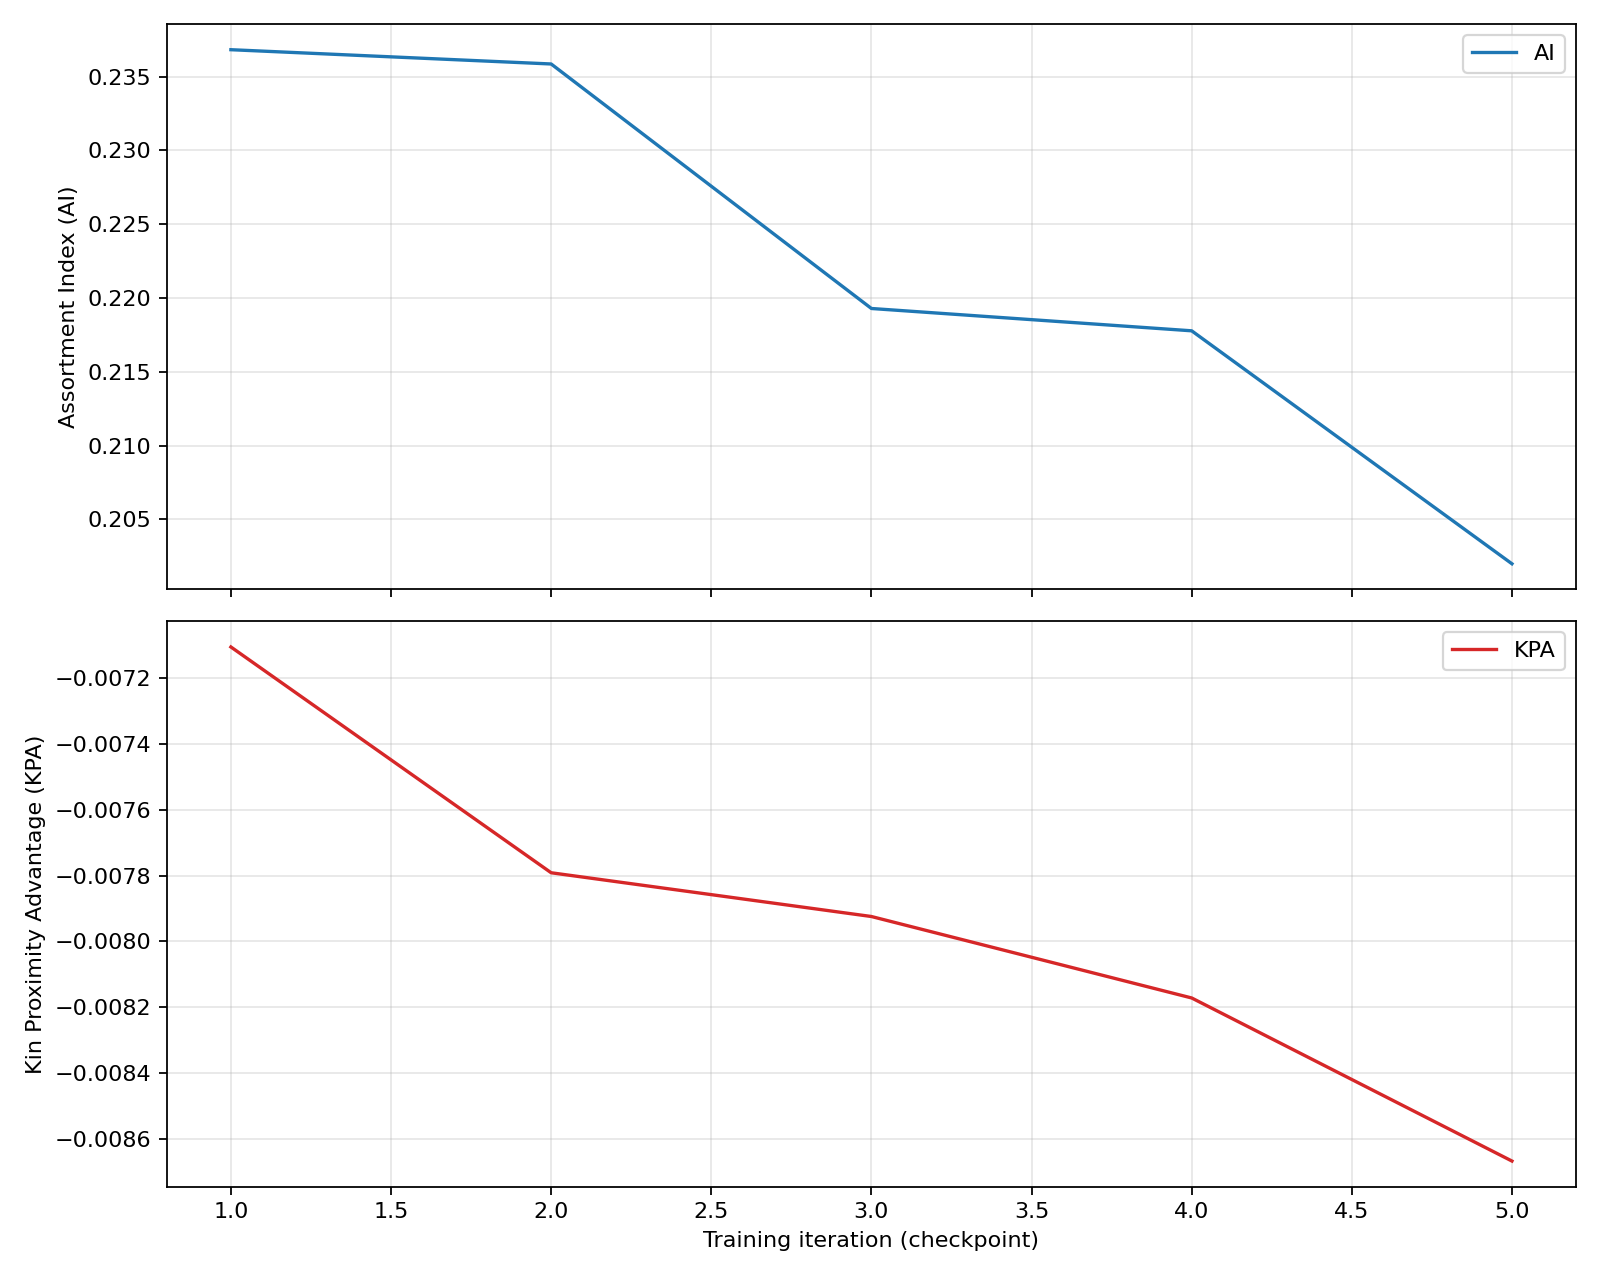 AI
0.235
0.230
0.225
0.220
0.215
0.210
0.205
Assortment Index (AI)
KPA
−0.0072
−0.0074
−0.0076
−0.0078
−0.0080
−0.0082
−0.0084
−0.0086
Kin Proximity Advantage (KPA)
1.0 1.5 2.0 2.5 3.0 3.5 4.0 4.5 5.0
Training iteration (checkpoint)